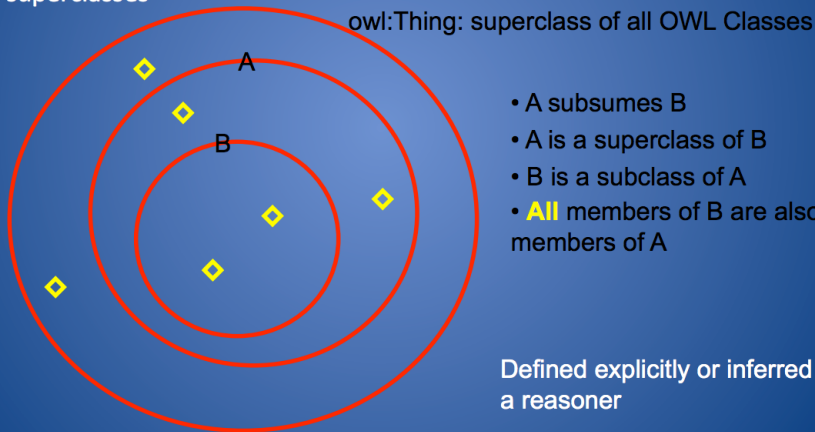 superclasses
owl:Thing: superclass of all OWL Classes
A
B
• A subsumes B
• A is a superclass of B
• B is a subclass of A
• All members of B are also
members of A
Defined explicitly or inferred
a reasoner